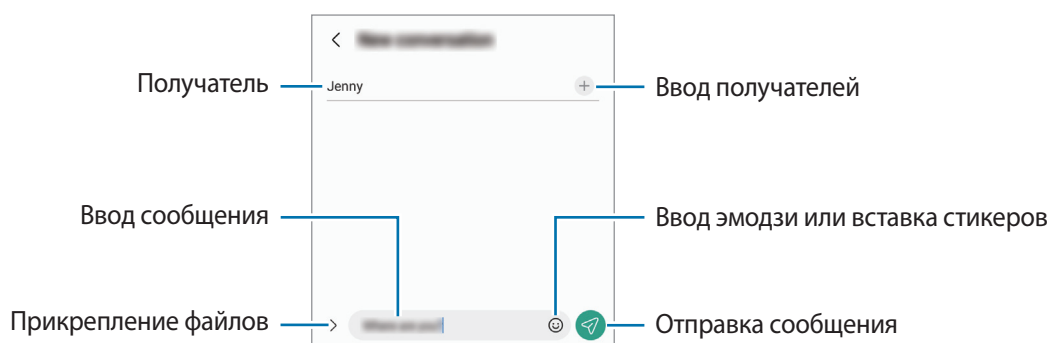 Получатель
Jenny
Ввод получателей
Ввод сообщения
Ввод эмодзи или вставка стикеров
Прикрепление файлов
Отправка сообщения